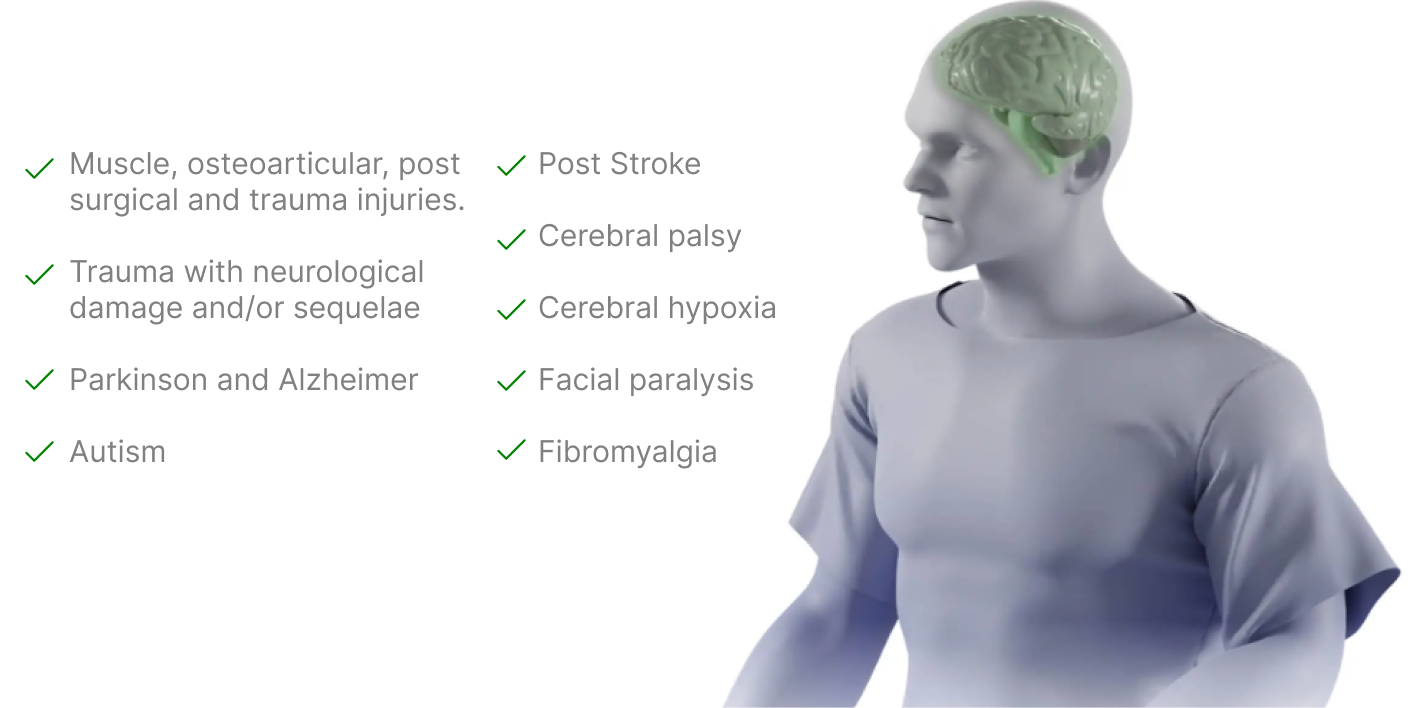 Muscle, osteoarticular, post
surgical and trauma injuries.
Trauma with neurological
damage and/or sequelae
Parkinson and Alzheimer
Autism
Post Stroke
Cerebral palsy
Cerebral hypoxia
Facial paralysis
Fibromyalgia